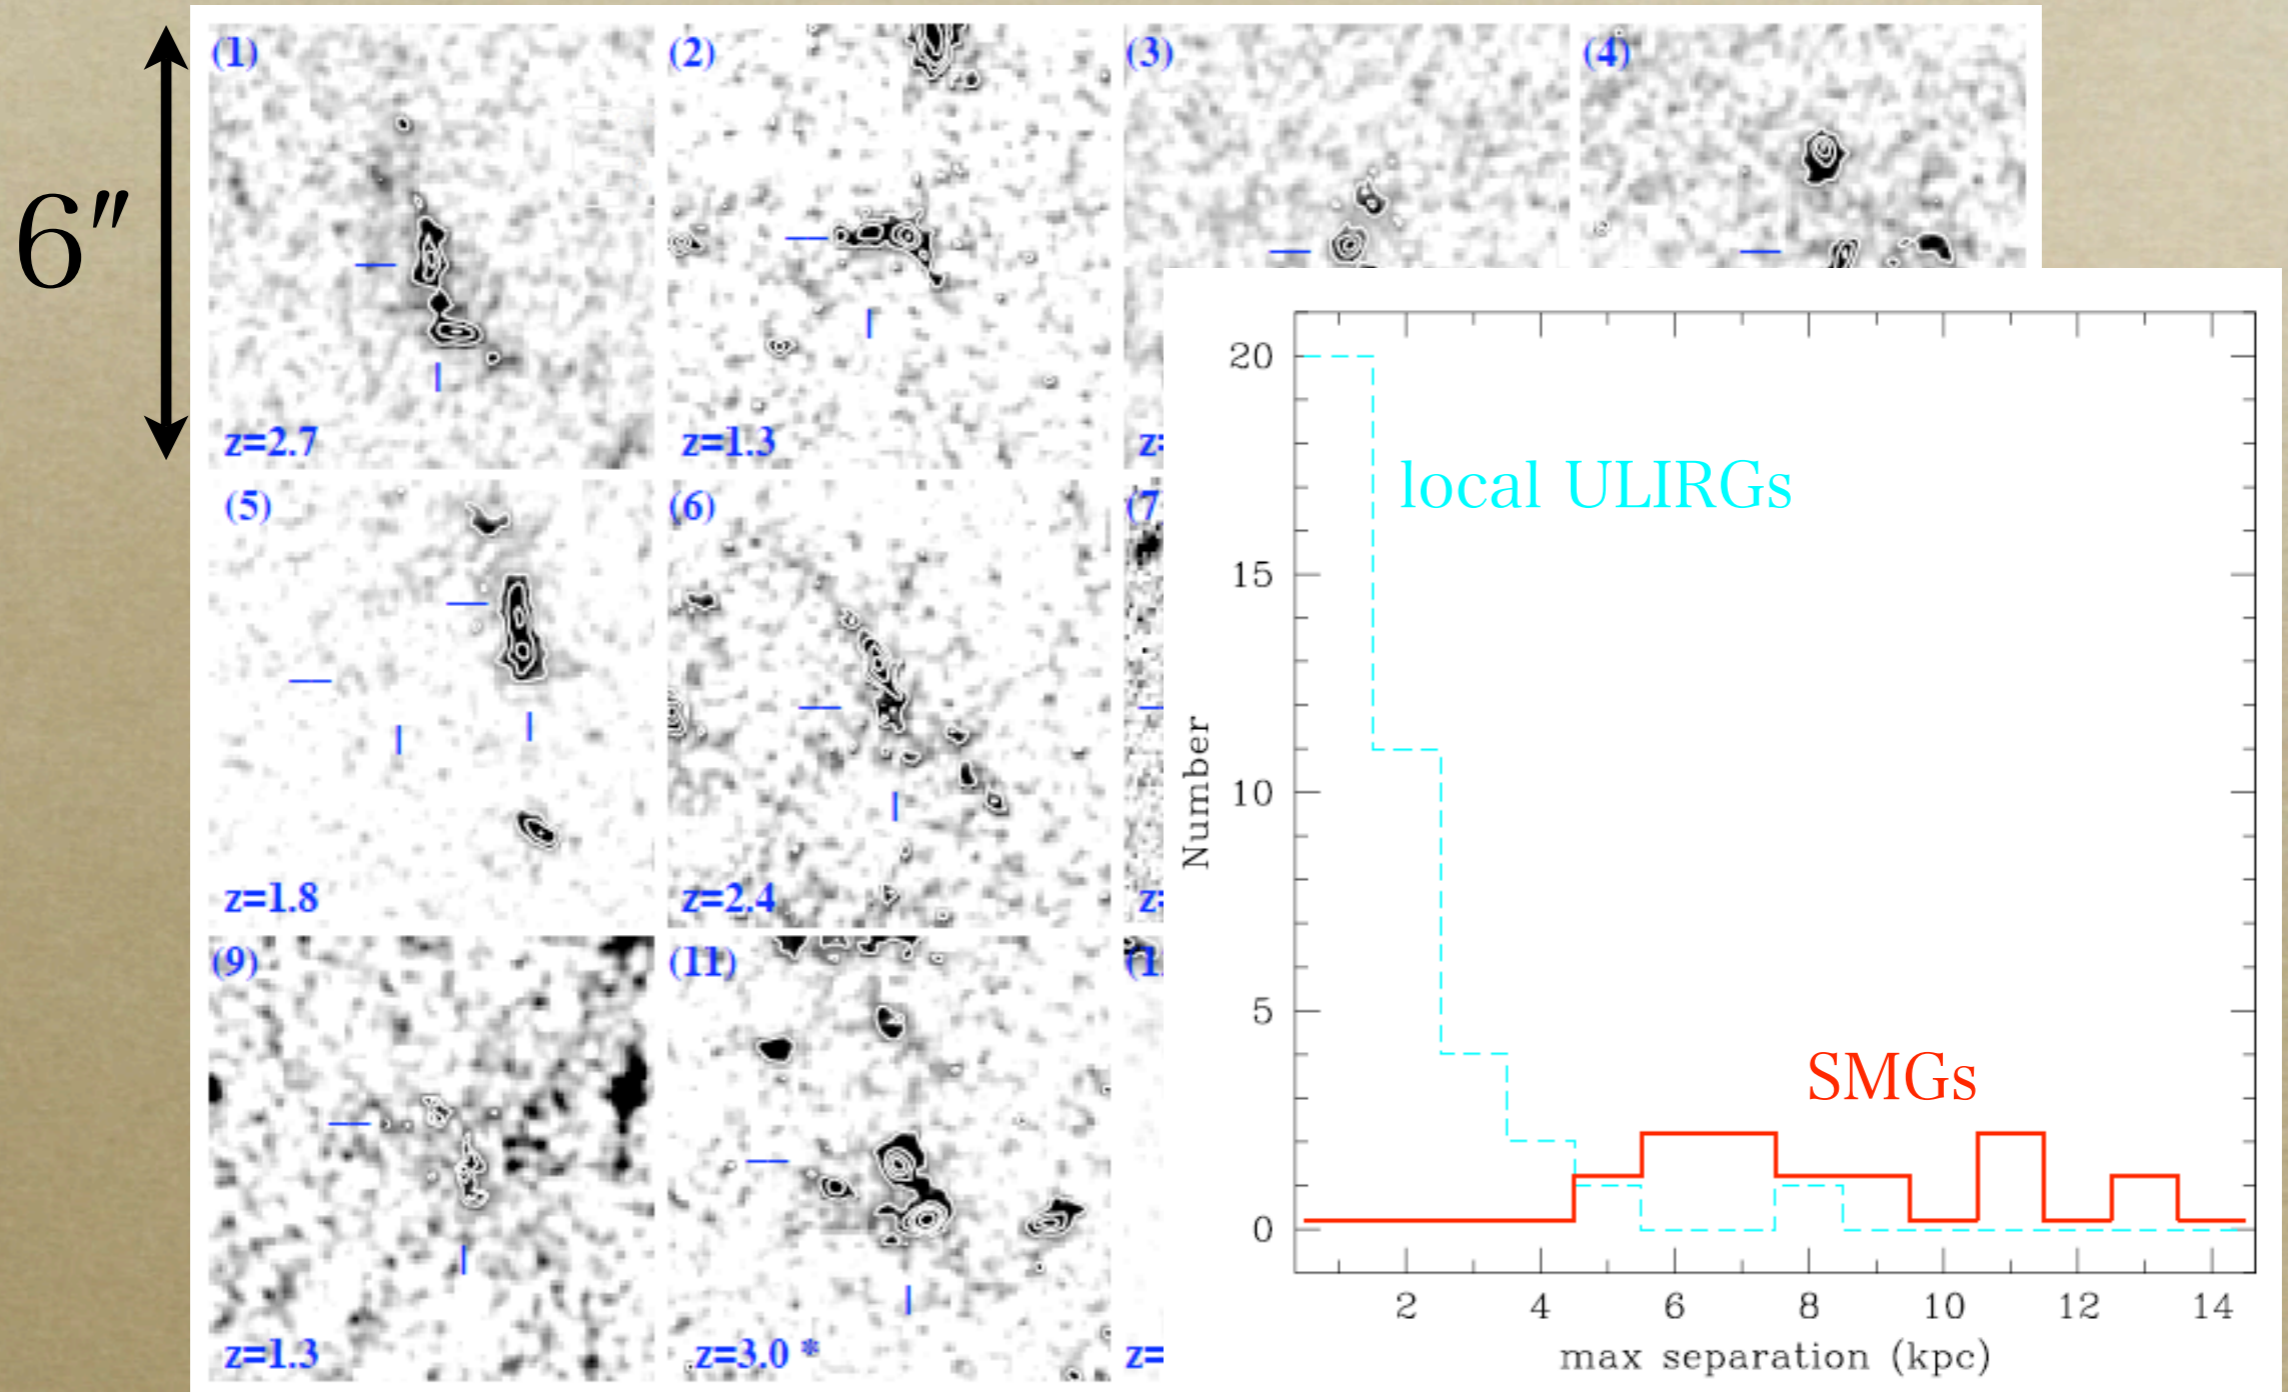 6″
(1)
(2)
(3)
(4)
z=2.7
z=1.3
z=
(5)
(6)
(7
z=1.8
z=2.4
z=
(9)
(11)
(1
z=1.3
z=3.0 *
z=
20
15
10
5
0
Number
local ULIRGs
SMGs
2 4 6 8 10 12 14
max separation (kpc)